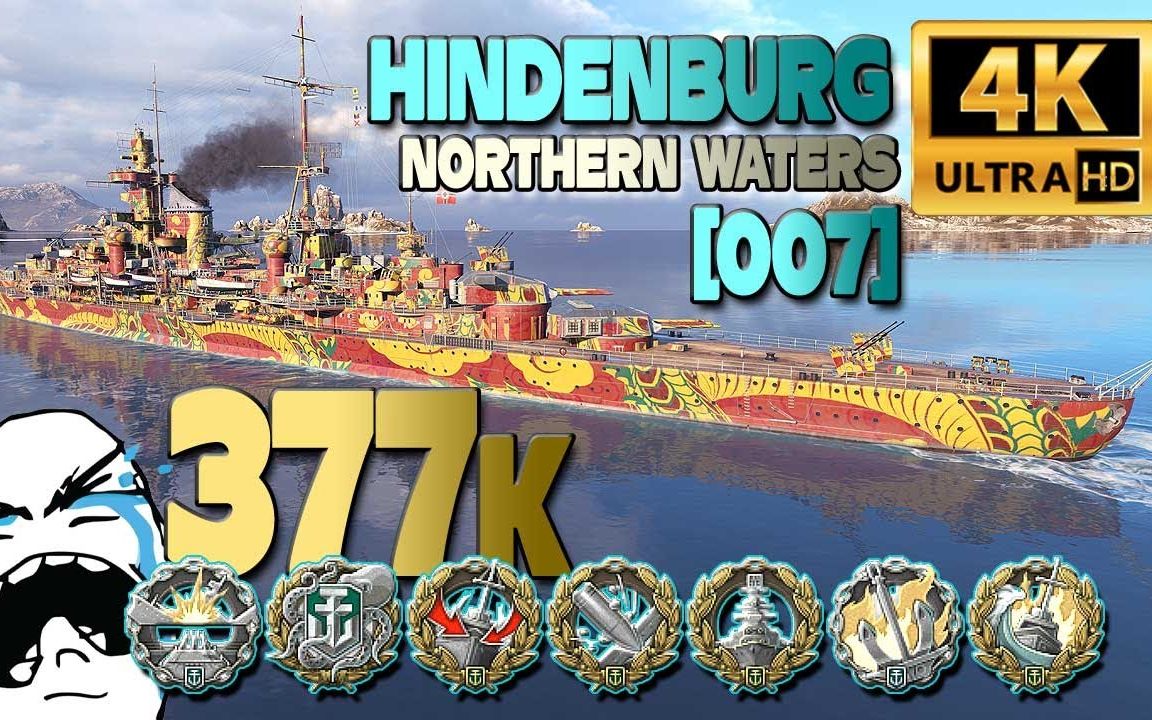 HINDENBURG
NORTHERN WATERS
[007]
4K
ULTRA HD
377K